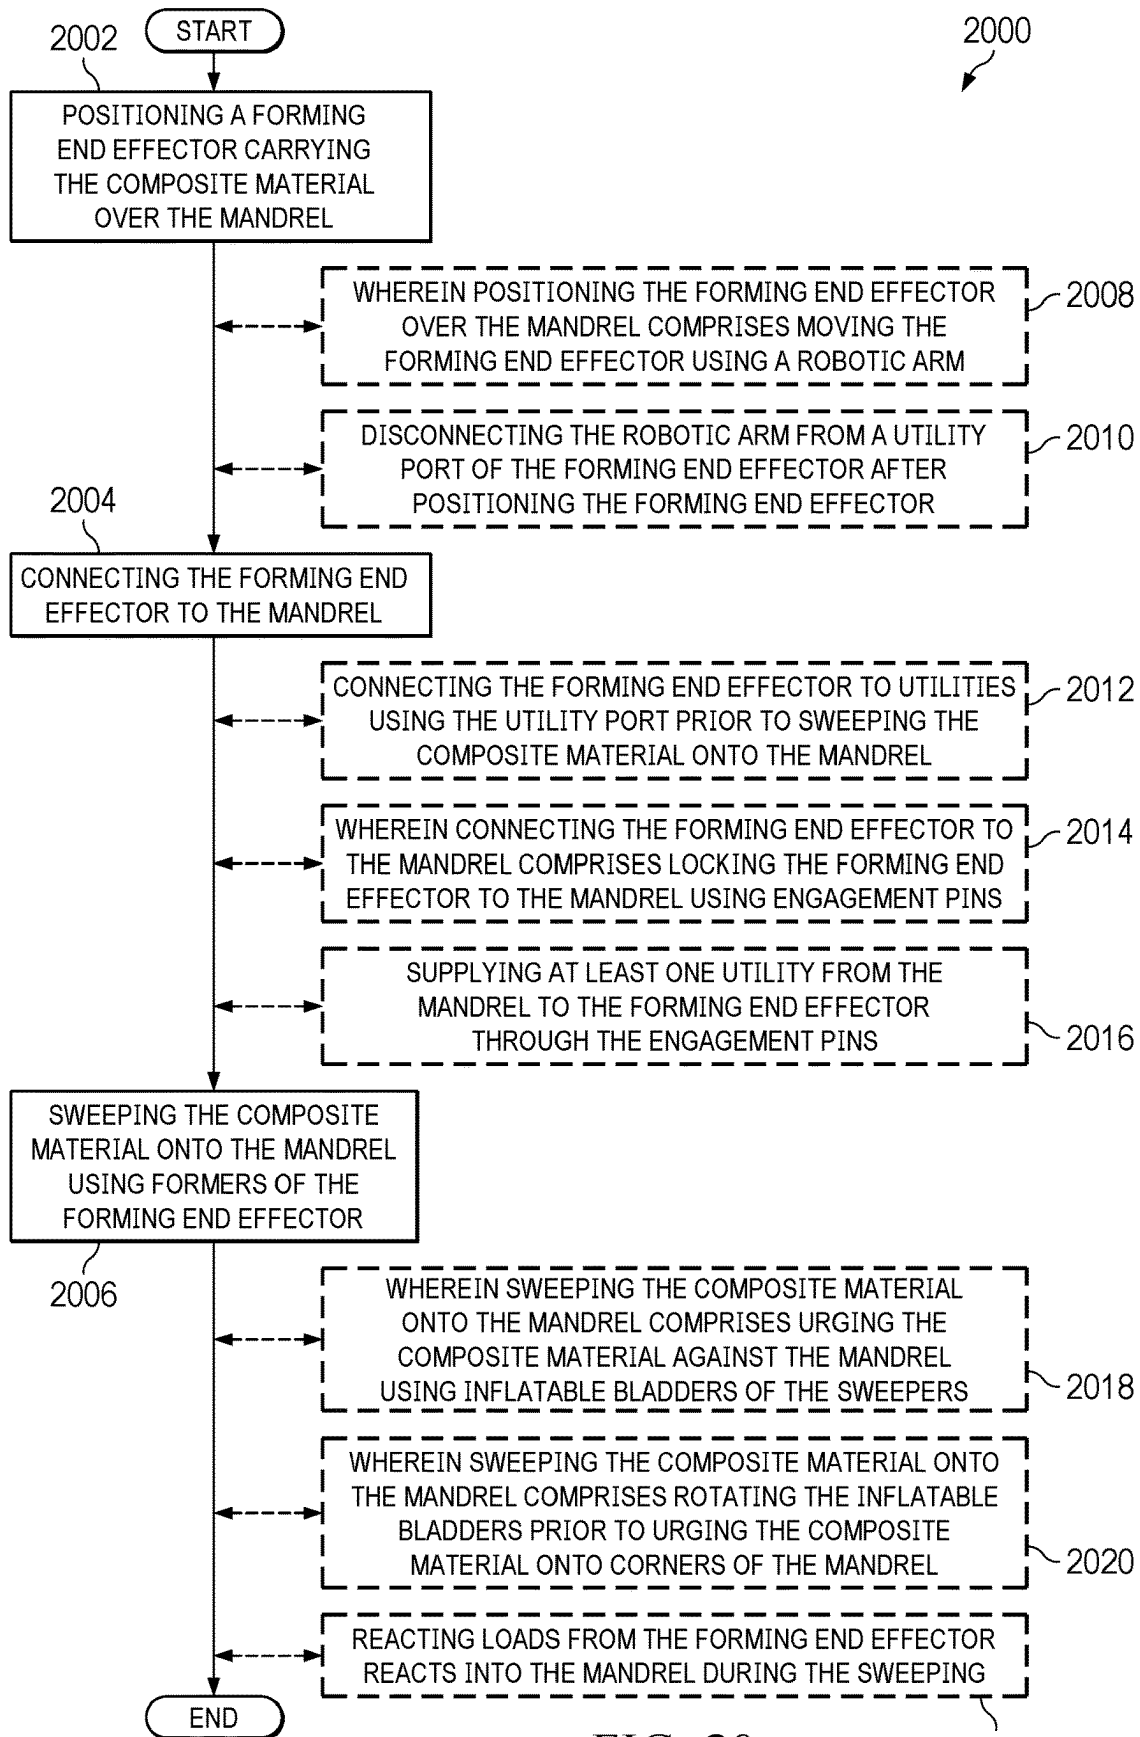 START
2000
2002
POSITIONING A FORMING
END EFFECTOR CARRYING
THE COMPOSITE MATERIAL
OVER THE MANDREL
WHEREIN POSITIONING THE FORMING END EFFECTOR
OVER THE MANDREL COMPRISES MOVING THE
FORMING END EFFECTOR USING A ROBOTIC ARM
2008
DISCONNECTING THE ROBOTIC ARM FROM A UTILITY
PORT OF THE FORMING END EFFECTOR AFTER
POSITIONING THE FORMING END EFFECTOR
2010
2004
CONNECTING THE FORMING END
EFFECTOR TO THE MANDREL
CONNECTING THE FORMING END EFFECTOR TO UTILITIES
USING THE UTILITY PORT PRIOR TO SWEEPING THE
COMPOSITE MATERIAL ONTO THE MANDREL
2012
WHEREIN CONNECTING THE FORMING END EFFECTOR TO
THE MANDREL COMPRISES LOCKING THE FORMING END
EFFECTOR TO THE MANDREL USING ENGAGEMENT PINS
2014
SUPPLYING AT LEAST ONE UTILITY FROM THE
MANDREL TO THE FORMING END EFFECTOR
THROUGH THE ENGAGEMENT PINS
2016
SWEEPING THE COMPOSITE
MATERIAL ONTO THE MANDREL
USING FORMERS OF THE
FORMING END EFFECTOR
2006
WHEREIN SWEEPING THE COMPOSITE MATERIAL
ONTO THE MANDREL COMPRISES URGING THE
COMPOSITE MATERIAL AGAINST THE MANDREL
USING INFLATABLE BLADDERS OF THE SWEEPERS
2018
WHEREIN SWEEPING THE COMPOSITE MATERIAL ONTO
THE MANDREL COMPRISES ROTATING THE INFLATABLE
BLADDERS PRIOR TO URGING THE COMPOSITE
MATERIAL ONTO CORNERS OF THE MANDREL
2020
REACTING LOADS FROM THE FORMING END EFFECTOR
REACTS INTO THE MANDREL DURING THE SWEEPING
END